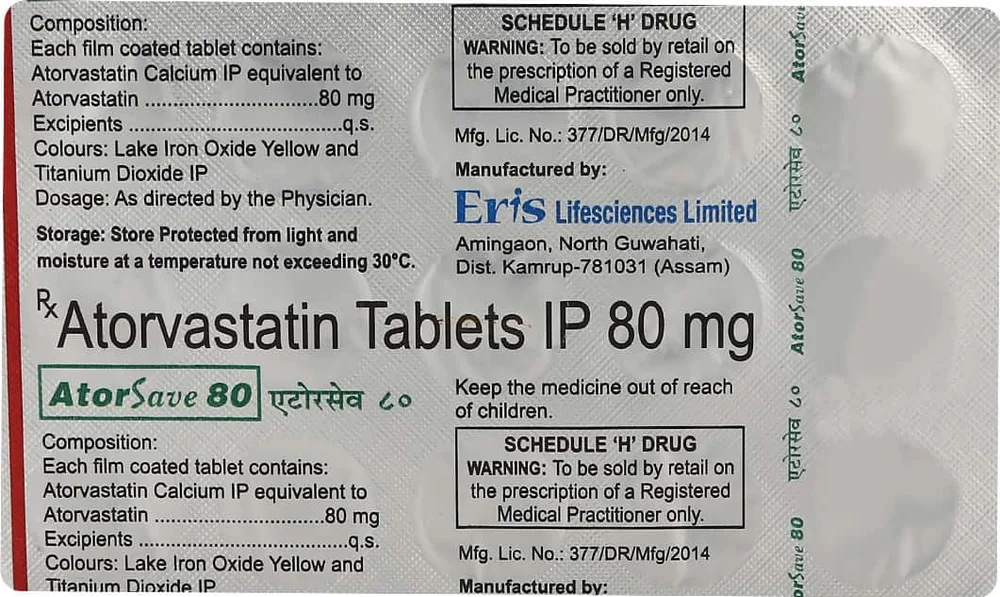 Composition:
Each film coated tablet contains:
Atorvastatin Calcium IP equivalent to
Atorvastatin ..............................80 mg
Excipients .....................................q.s.
Colours: Lake Iron Oxide Yellow and
Titanium Dioxide IP
Dosage: As directed by the Physician.
Storage: Store Protected from light and
moisture at a temperature not exceeding 30°C.
SCHEDULE ‘H’ DRUG
WARNING: To be sold by retail on
the prescription of a Registered
Medical Practitioner only.
Mfg. Lic. No.: 377/DR/Mfg/2014
Manufactured by:
Eris Lifesciences Limited
Amingaon, North Guwahati,
Dist. Kamrup-781031 (Assam)
Rx Atorvastatin Tablets IP 80 mg
AtorSave 80 एटोरसेव ८०
Keep the medicine out of reach
of children.
Composition:
Each film coated tablet contains:
Atorvastatin Calcium IP equivalent to
Atorvastatin .............................80 mg
Excipients ....................................q.s.
Colours: Lake Iron Oxide Yellow and
Titanium Dioxide IP
SCHEDULE ‘H’ DRUG
WARNING: To be sold by retail on
the prescription of a Registered
Medical Practitioner only.
Mfg. Lic. No.: 377/DR/Mfg/2014
Manufactured by:
AtorSave
एटोरसेव ८०
AtorSave 80
एटोरसेव ८०
orSave 80